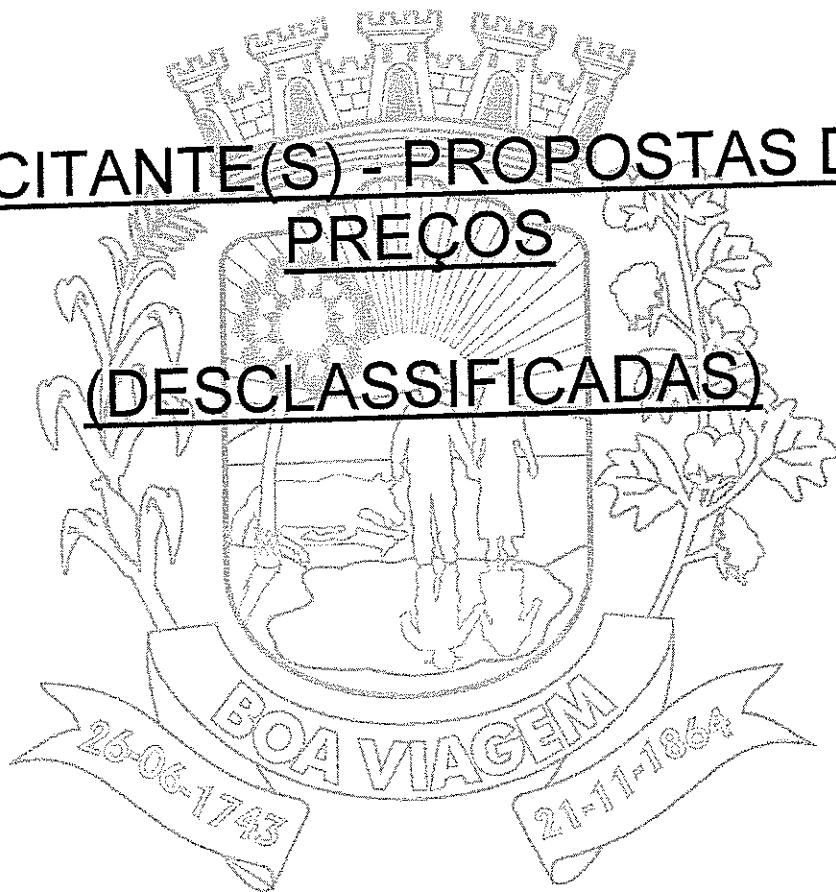 CITANTE(S) - PROPOSTAS D
PREÇOS
(DESCLASSIFICADAS)
BOA VIAGEM
26-06-1743
21-11-1864